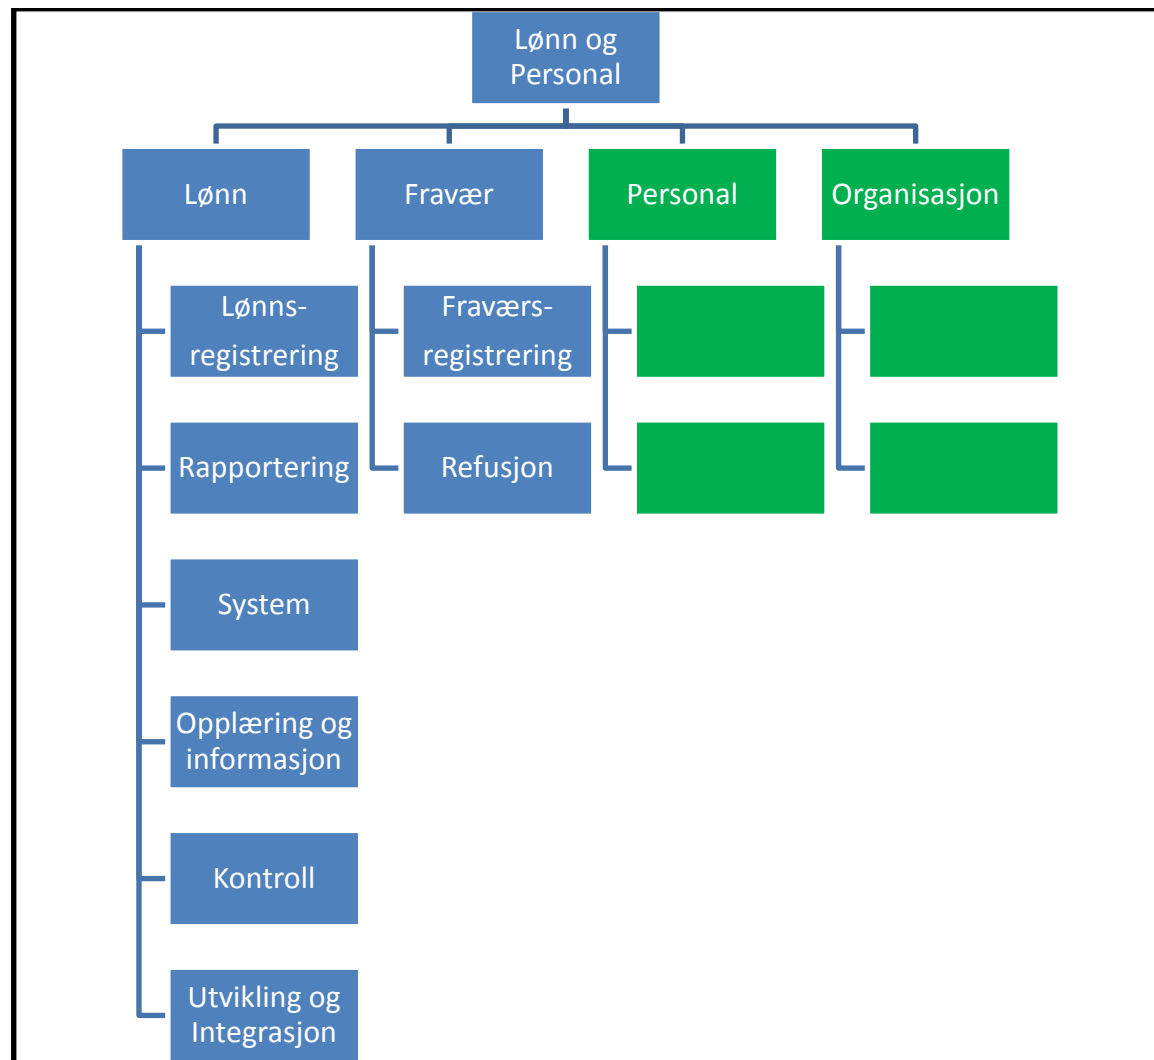 Lønn og
Personal
Lønn
Fravær
Personal
Organisasjon
Lønns-
registrering
Fraværs-
registrering
Rapportering
Refusjon
System
Opplæring og
informasjon
Kontroll
Utvikling og
Integrasjon